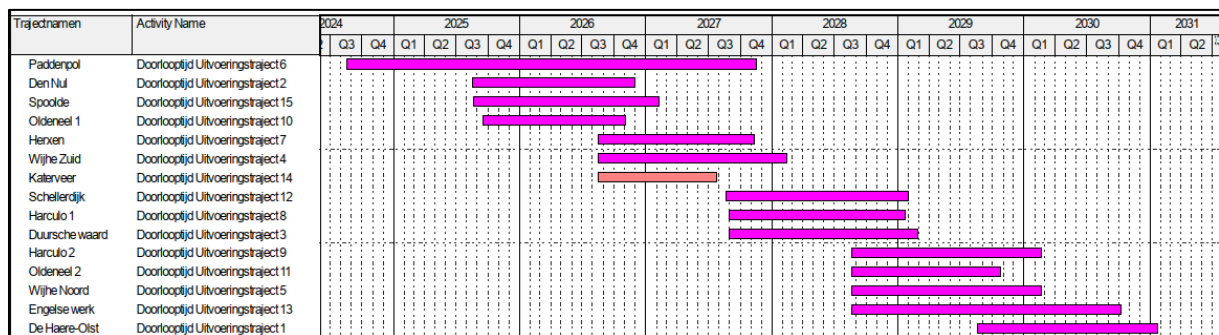 Trajectnamen Activity Name 2024 2025 2026 2027 2028 2029 2030 2031
Q3 Q4 Q1 Q2 Q3 Q4 Q1 Q2 Q3 Q4 Q1 Q2 Q3 Q4 Q1 Q2 Q3 Q4 Q1 Q2 Q3 Q4 Q1 Q2 Q3 Q4 Q1 Q2
Paddenpol Doorlooptijd Uitvoeringstraject 6
Den Nul Doorlooptijd Uitvoeringstraject 2
Spoolde Doorlooptijd Uitvoeringstraject 15
Oldeneel 1 Doorlooptijd Uitvoeringstraject 10
Herxen Doorlooptijd Uitvoeringstraject 7
Wijhe Zuid Doorlooptijd Uitvoeringstraject 4
Katerveer Doorlooptijd Uitvoeringstraject 14
Schellerdijk Doorlooptijd Uitvoeringstraject 12
Harculo 1 Doorlooptijd Uitvoeringstraject 8
Duursche waard Doorlooptijd Uitvoeringstraject 3
Harculo 2 Doorlooptijd Uitvoeringstraject 9
Oldeneel 2 Doorlooptijd Uitvoeringstraject 11
Wijhe Noord Doorlooptijd Uitvoeringstraject 5
Engelse werk Doorlooptijd Uitvoeringstraject 13
De Haere-Olst Doorlooptijd Uitvoeringstraject 1